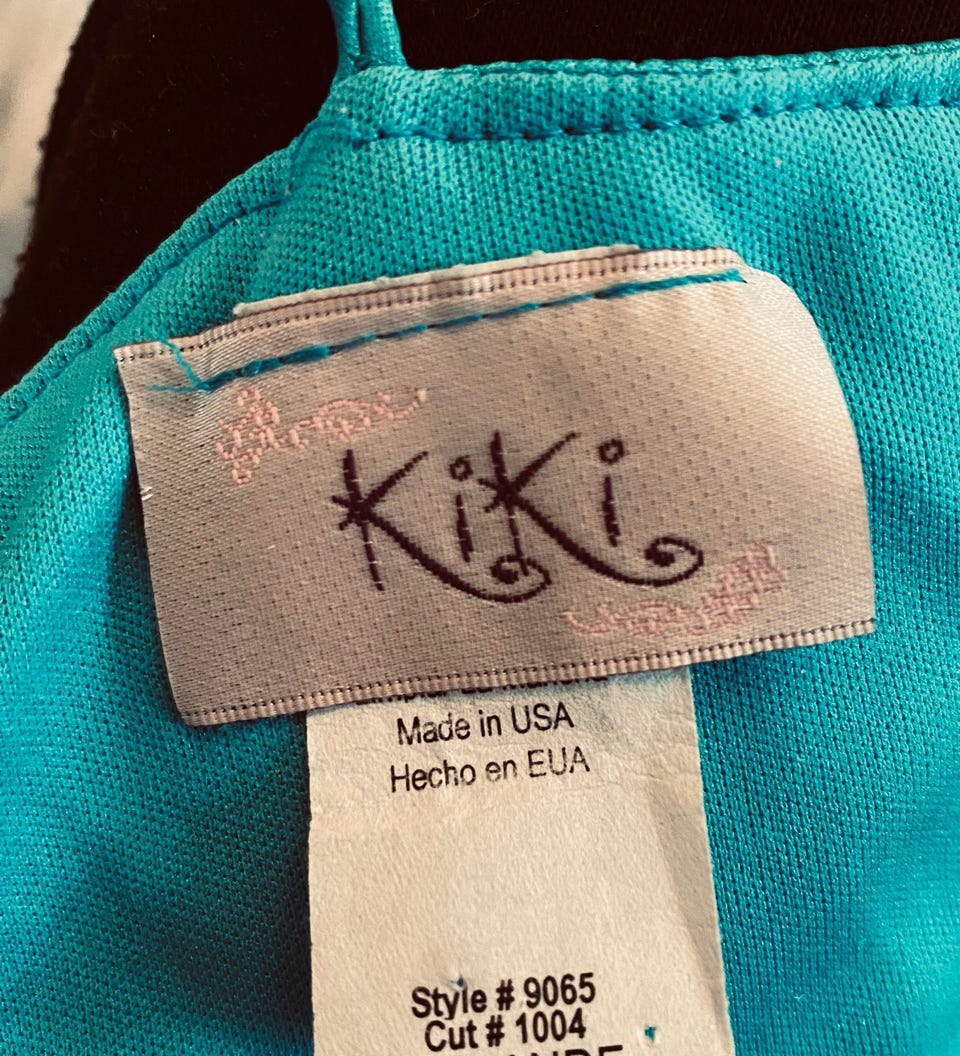 KiKi
Made in USA
Hecho en EUA
Style # 9065
Cut # 1004